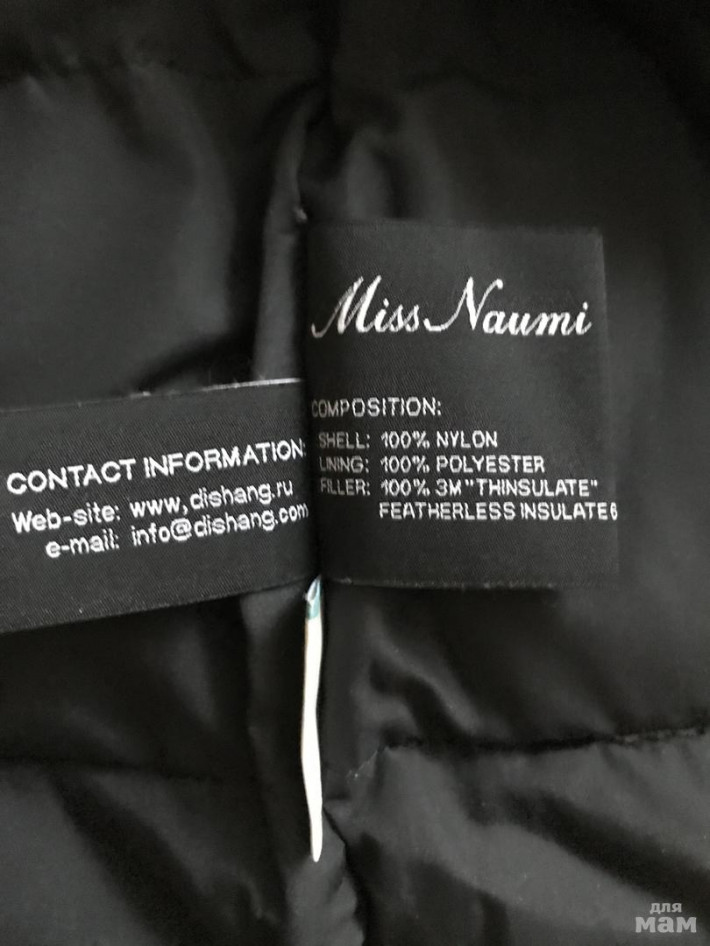 Miss Naumi
COMPOSITION:
SHELL: 100% NYLON
LINING: 100% POLYESTER
FILLER: 100% 3M "THINSULATE"
FEATHERLESS INSULATE6
CONTACT INFORMATION:
Web-site: www,dishang.ru
e-mail: info@dishang.com
для
мам